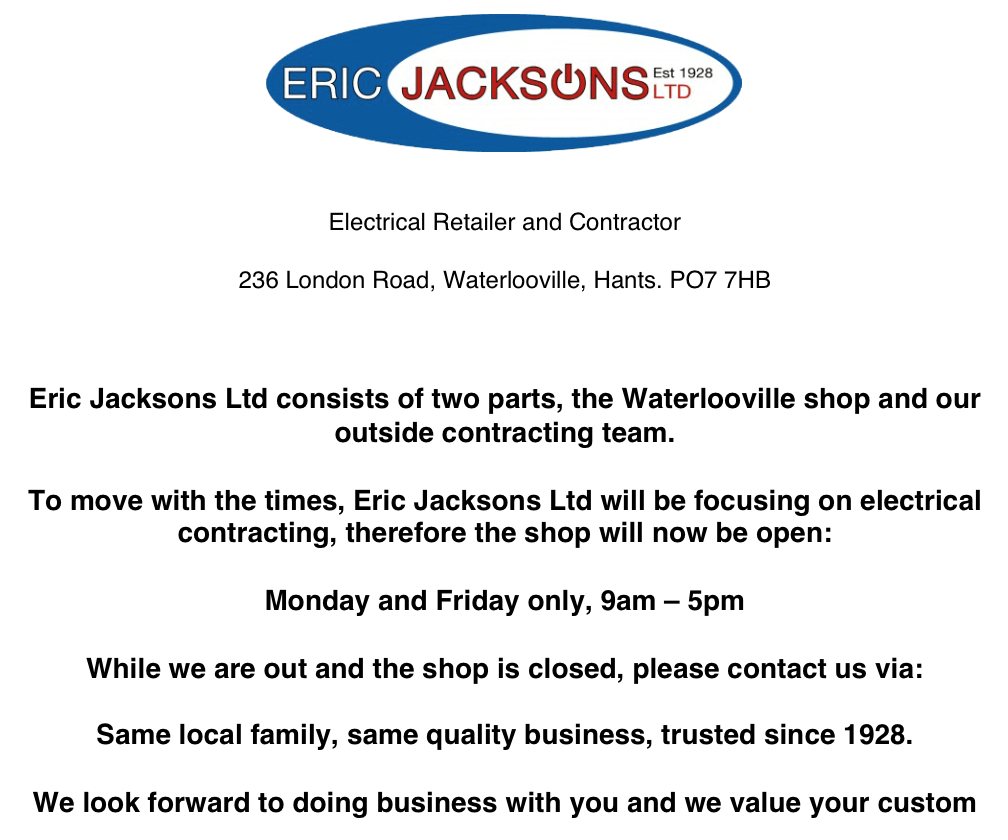 ERIC JACKSONS Est 1928
LTD
Electrical Retailer and Contractor
236 London Road, Waterlooville, Hants. PO7 7HB
Eric Jacksons Ltd consists of two parts, the Waterlooville shop and our
outside contracting team.
To move with the times, Eric Jacksons Ltd will be focusing on electrical
contracting, therefore the shop will now be open:
Monday and Friday only, 9am – 5pm
While we are out and the shop is closed, please contact us via:
Same local family, same quality business, trusted since 1928.
We look forward to doing business with you and we value your custom